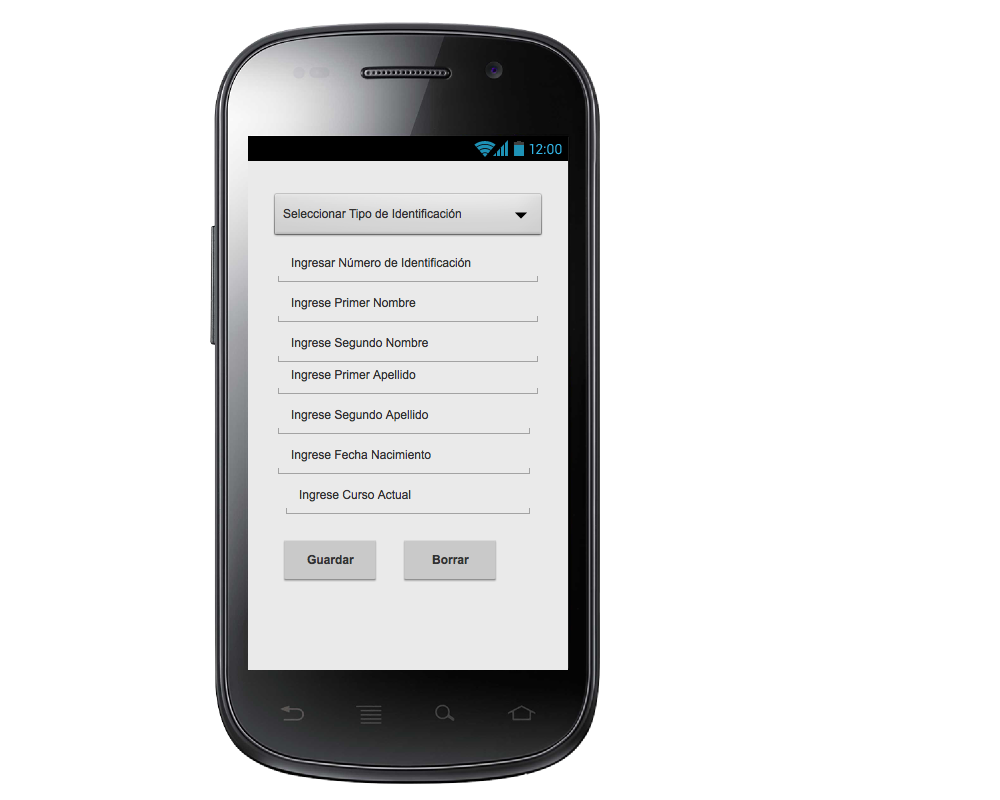 12:00
Seleccionar Tipo de Identificación
Ingresar Número de Identificación
Ingrese Primer Nombre
Ingrese Segundo Nombre
Ingrese Primer Apellido
Ingrese Segundo Apellido
Ingrese Fecha Nacimiento
Ingrese Curso Actual
Guardar Borrar